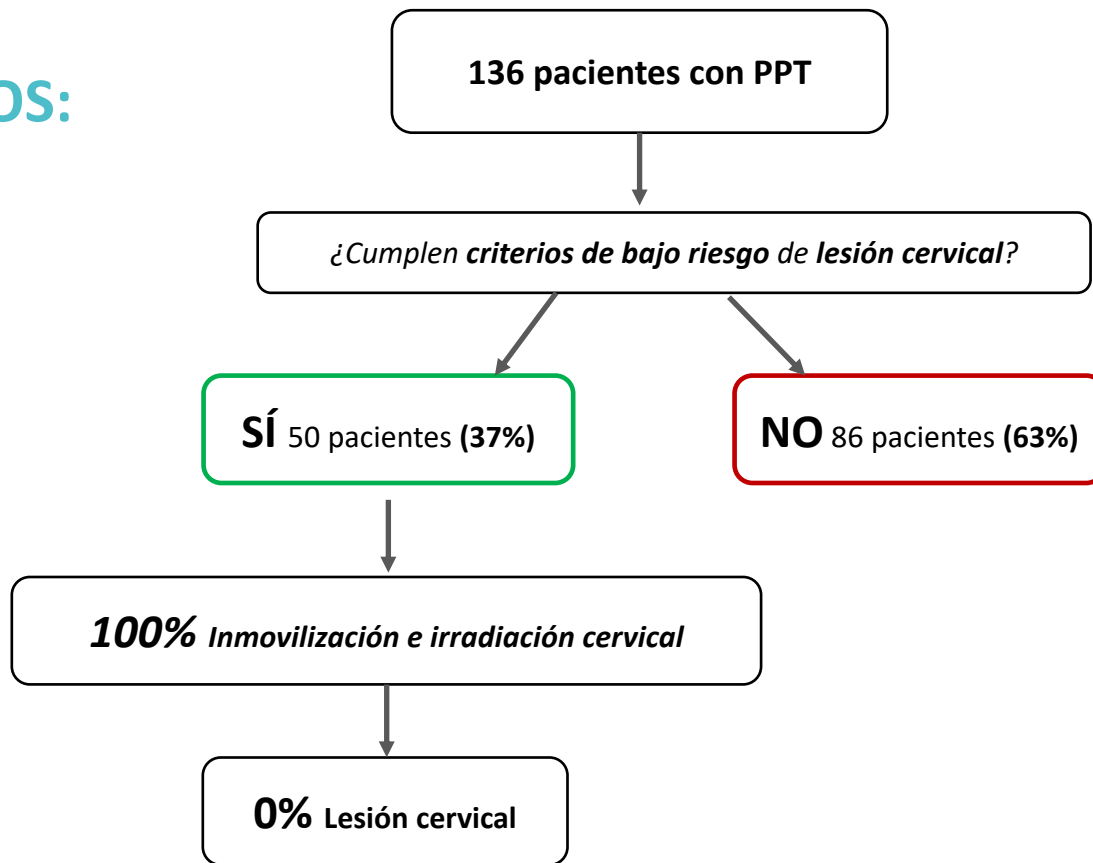 OS:
136 pacientes con PPT
¿Cumplen criterios de bajo riesgo de lesión cervical?
SÍ 50 pacientes (37%)
NO 86 pacientes (63%)
100% Inmovilización e irradiación cervical
0% Lesión cervical